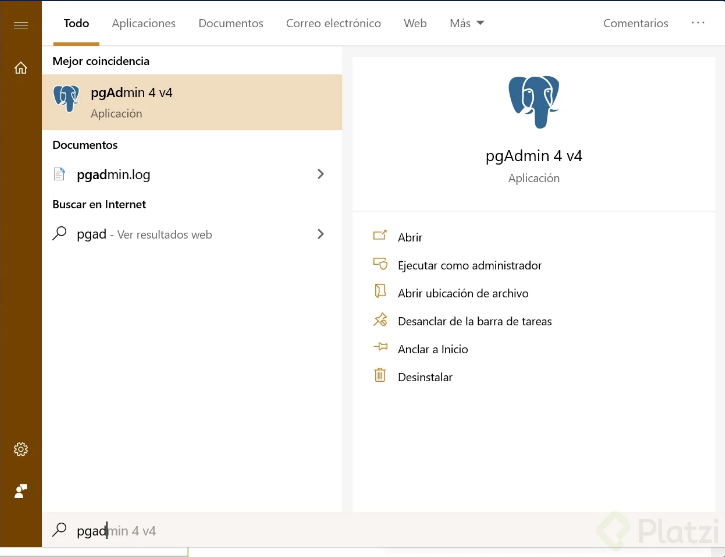 Todo Aplicaciones Documentos Correo electrónico Web Más Comentarios ...
Mejor coincidencia
pgAdmin 4 v4
Aplicación
Documentos
pgadmin.log
Buscar en Internet
pgad - Ver resultados web
pgAdmin 4 v4
Aplicación
Abrir
Ejecutar como administrador
Abrir ubicación de archivo
Desanclar de la barra de tareas
Anclar a Inicio
Desinstalar
pgadmin 4 v4
Platzi